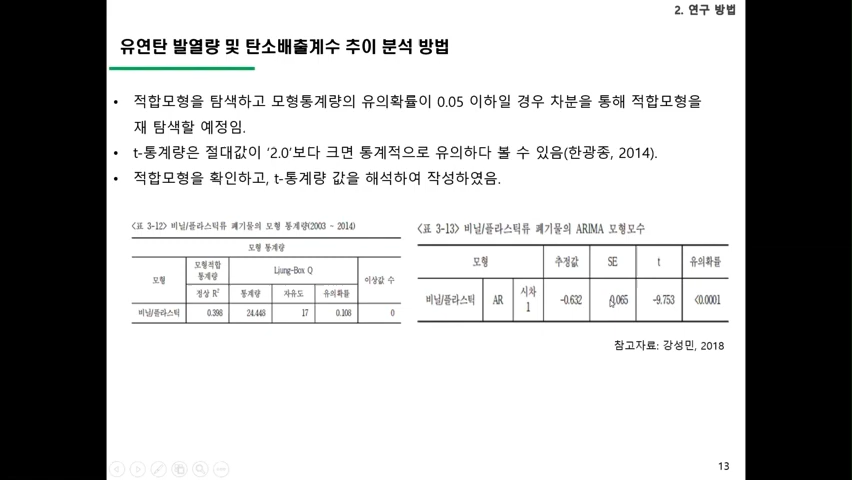 2. 연구 방법
유연탄 발열량 및 탄소배출계수 추이 분석 방법
• 적합모형을 탐색하고 모형통계량의 유의확률이 0.05 이하일 경우 차분을 통해 적합모형을
재 탐색할 예정임.
• t-통계량은 절대값이 ‘2.0’보다 크면 통계적으로 유의하다 볼 수 있음(한광종, 2014).
• 적합모형을 확인하고, t-통계량 값을 해석하여 작성하였음.
<표 3-12> 비닐/플라스틱류 폐기물의 모형 통계량(2003 - 2014)
모형 통계량
모형 모형적합 통계량 Ljung-Box Q 이상값 수
정상 R² 통계량 자유도 유의확률
비닐/플라스틱 0.398 24.448 17 0.108 0
<표 3-13> 비닐/플라스틱류 폐기물의 ARIMA 모형모수
모형 추정값 SE t 유의확률
비닐/플라스틱 AR 시차 1 -0.632 0.065 -9.753 <0.0001
참고자료: 강성민, 2018
13